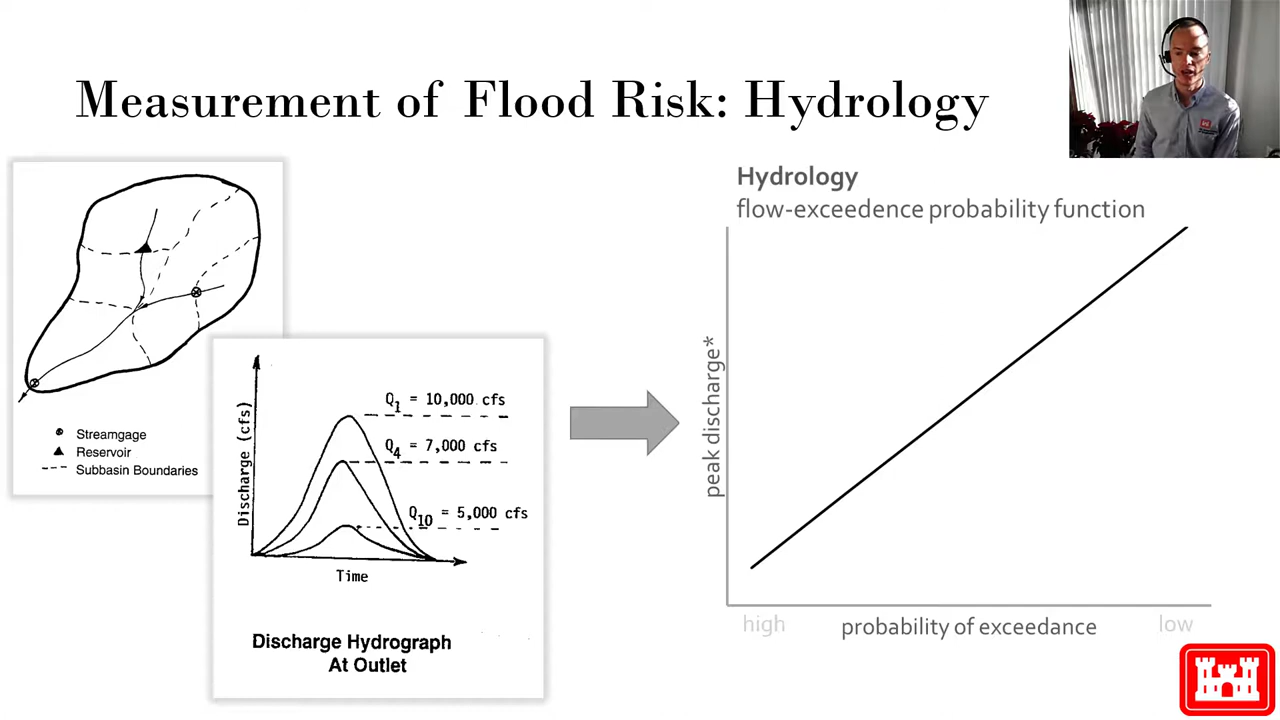 Measurement of Flood Risk: Hydrology
Streamgage
Reservoir
Subbasin Boundaries
Discharge (cfs)
Q1 = 10,000 cfs
Q4 = 7,000 cfs
Q10 = 5,000 cfs
Time
Discharge Hydrograph
At Outlet
Hydrology
flow-exceedence probability function
peak discharge*
high
probability of exceedance
low